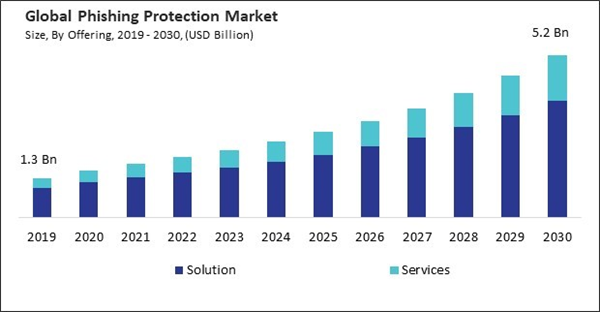 Global Phishing Protection Market
Size, By Offering, 2019 - 2030, (USD Billion)
5.2 Bn
1.3 Bn
2019 2020 2021 2022 2023 2024 2025 2026 2027 2028 2029 2030
Solution Services